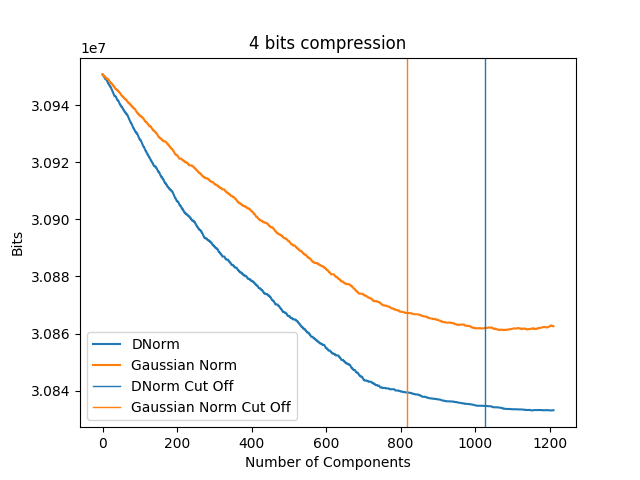 4 bits compression
1e7
3.094
3.092
3.090
3.088
3.086
3.084
Bits
DNorm
Gaussian Norm
DNorm Cut Off
Gaussian Norm Cut Off
0 200 400 600 800 1000 1200
Number of Components